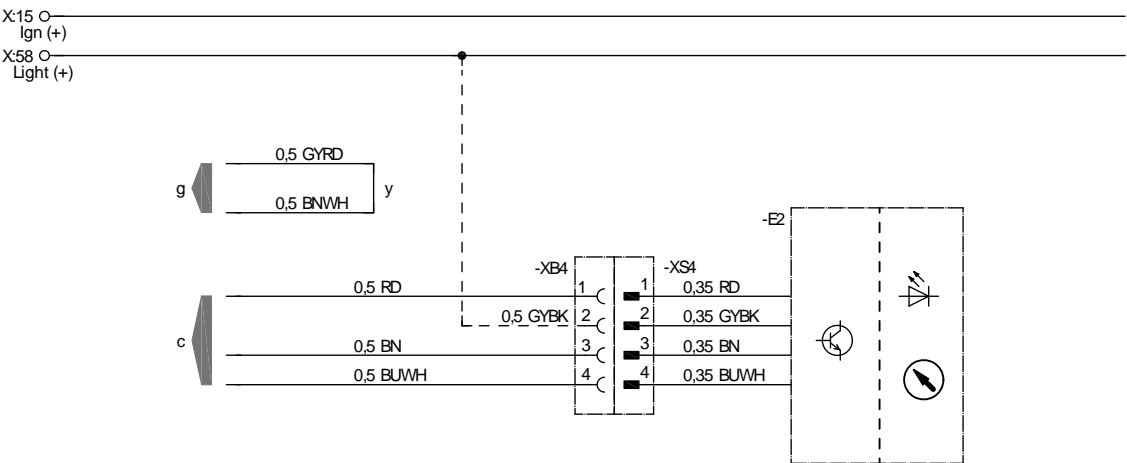 X:15
Ign (+)
X:58
Light (+)
0,5 GYRD
g
y
0,5 BNWH
-E2
-XB4
-XS4
0,5 RD
1
1
0,35 RD
0,5 GYBK
2
2
0,35 GYBK
c
0,5 BN
3
3
0,35 BN
0,5 BUWH
4
4
0,35 BUWH